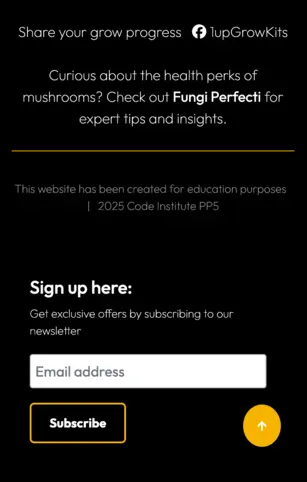 Share your grow progress 1upGrowKits
Curious about the health perks of
mushrooms? Check out Fungi Perfecti for
expert tips and insights.
This website has been created for education purposes
| 2025 Code Institute PP5
Sign up here:
Get exclusive offers by subscribing to our
newsletter
Email address
Subscribe